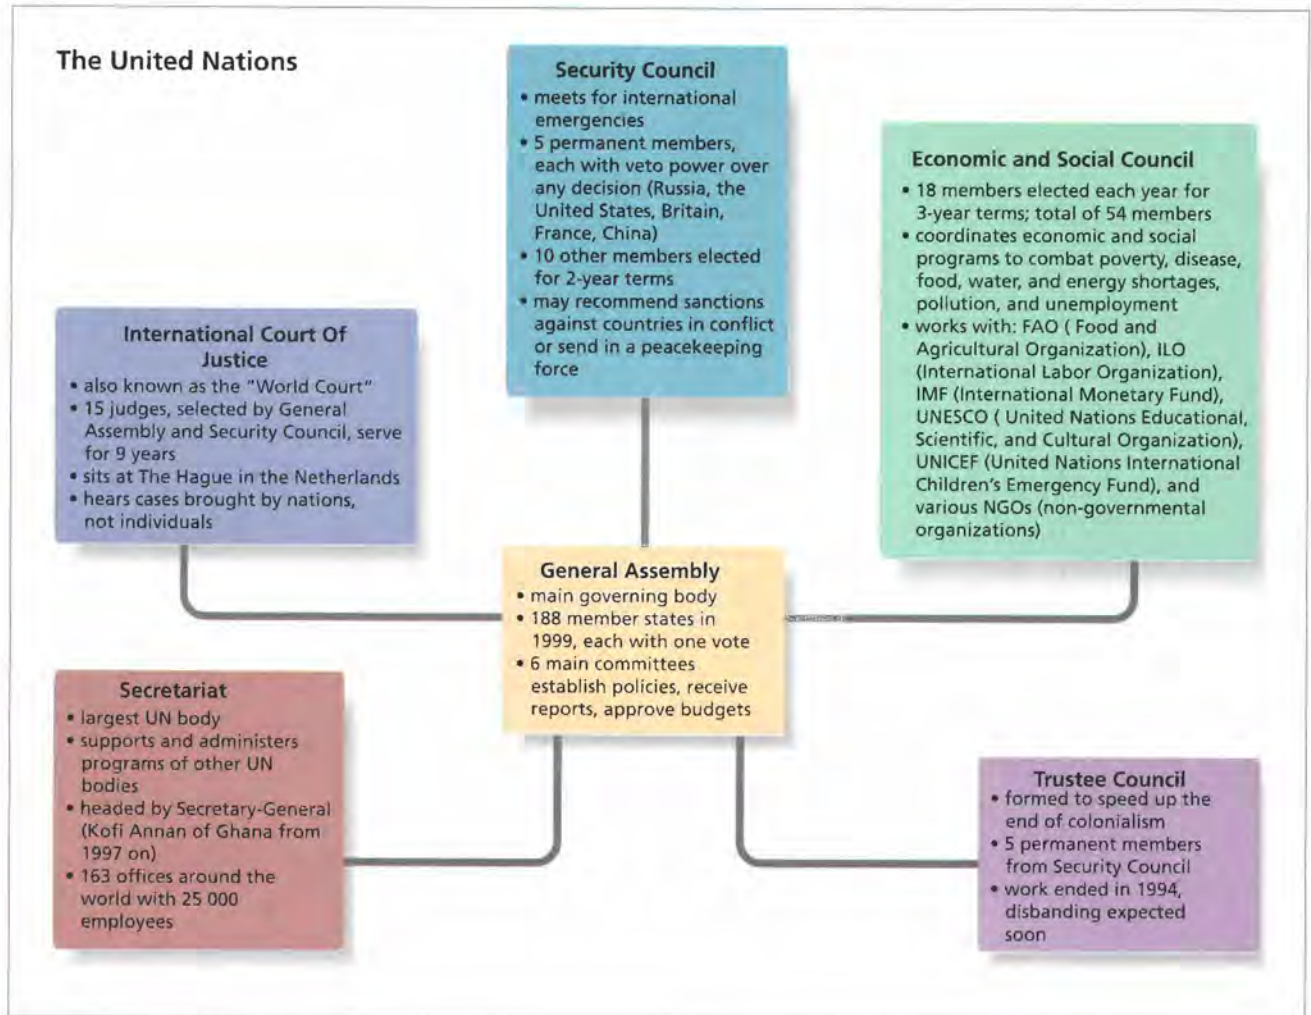 The United Nations
Security Council
• meets for international
emergencies
• 5 permanent members,
each with veto power over
any decision (Russia, the
United States, Britain,
France, China)
• 10 other members elected
for 2-year terms
• may recommend sanctions
against countries in conflict
or send in a peacekeeping
force
Economic and Social Council
• 18 members elected each year for
3-year terms; total of 54 members
• coordinates economic and social
programs to combat poverty, disease,
food, water, and energy shortages,
pollution, and unemployment
• works with: FAO ( Food and
Agricultural Organization), ILO
(International Labor Organization),
IMF (International Monetary Fund),
UNESCO ( United Nations Educational,
Scientific, and Cultural Organization),
UNICEF (United Nations International
Children's Emergency Fund), and
various NGOs (non-governmental
organizations)
International Court Of
Justice
• also known as the "World Court"
• 15 judges, selected by General
Assembly and Security Council, serve
for 9 years
• sits at The Hague in the Netherlands
• hears cases brought by nations,
not individuals
General Assembly
• main governing body
• 188 member states in
1999, each with one vote
• 6 main committees
establish policies, receive
reports, approve budgets
Secretariat
• largest UN body
• supports and administers
programs of other UN
bodies
• headed by Secretary-General
(Kofi Annan of Ghana from
1997 on)
• 163 offices around the
world with 25 000
employees
Trustee Council
• formed to speed up the
end of colonialism
• 5 permanent members
from Security Council
• work ended in 1994,
disbanding expected
soon